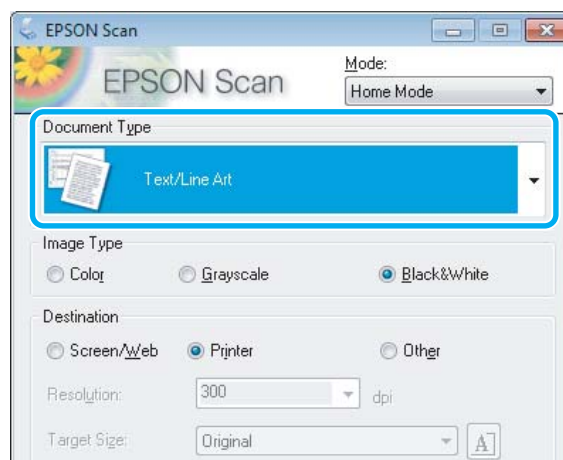 EPSON Scan
EPSON Scan
Mode:
Home Mode
Document Type
Text/Line Art
Image Type
Color Grayscale Black&White
Destination
Screen/Web Printer Other
Resolution: 300 dpi
Target Size: Original A